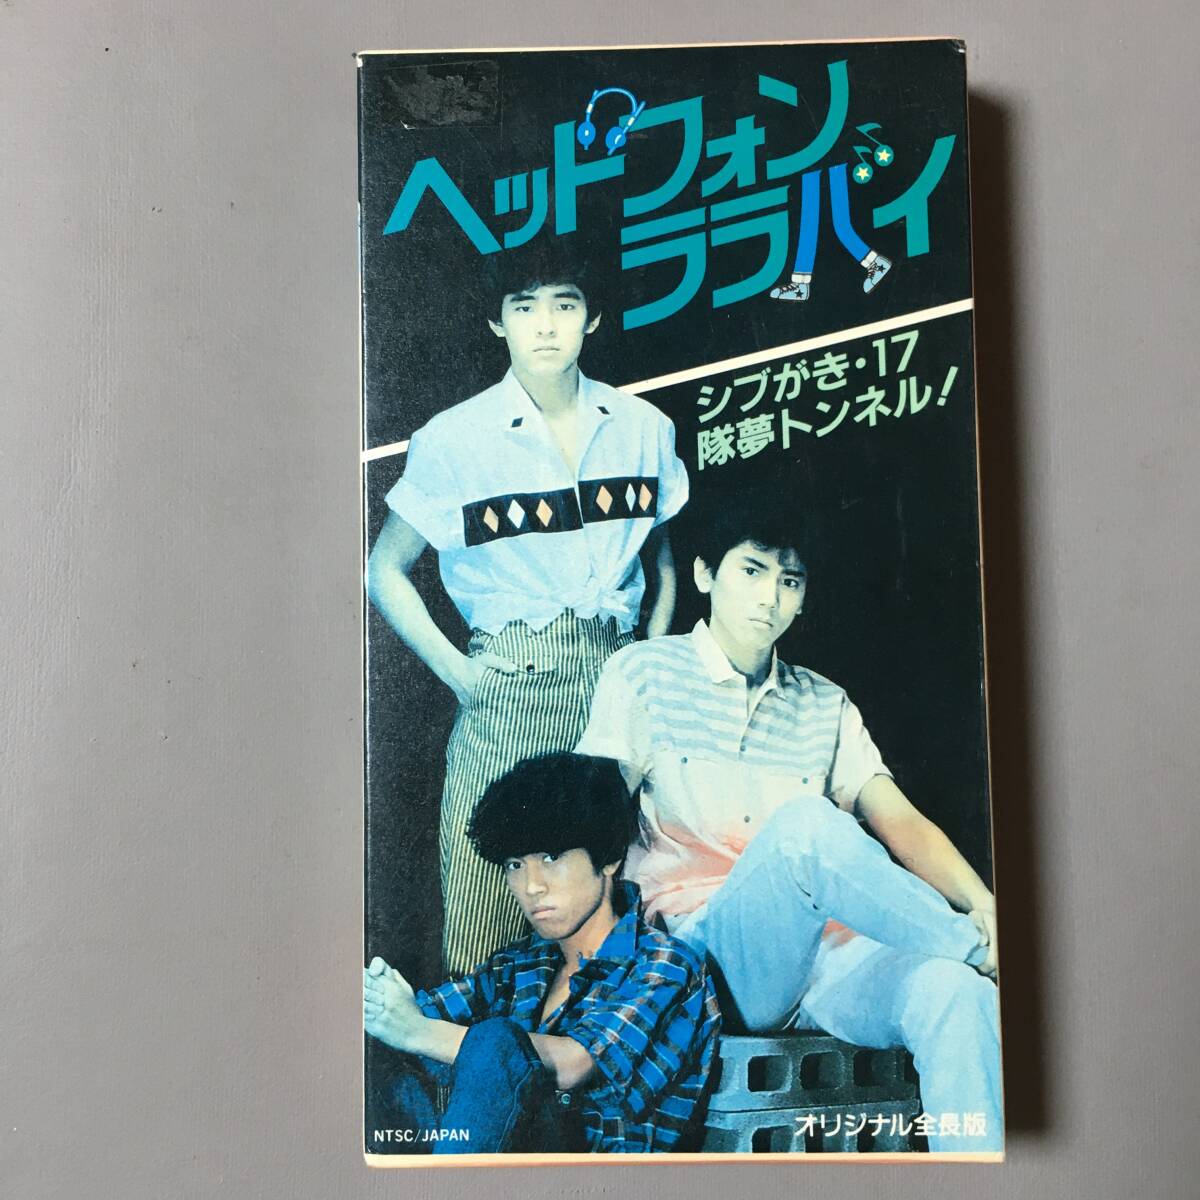 ヘッドフォン
ララバイ
シブがき・17
隊夢トンネル!
NTSC/JAPAN
オリジナル全長版